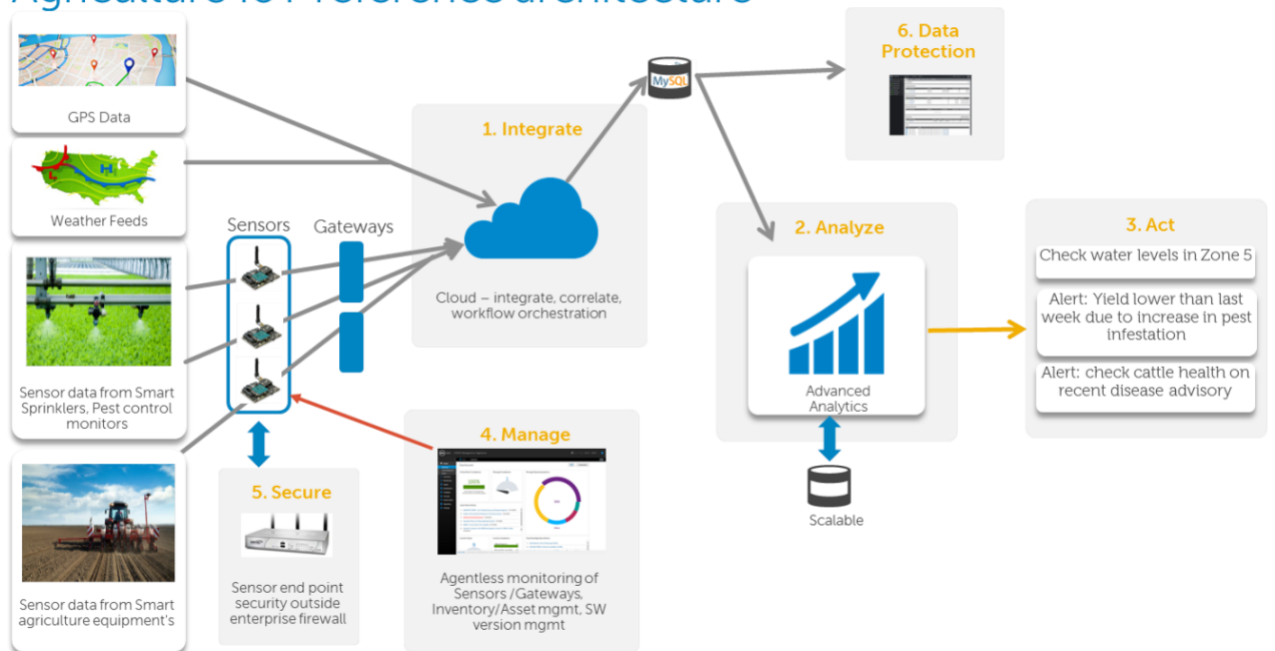 Agriculture IoT reference architecture
GPS Data
Weather Feeds
L
H
Sensor data from Smart
Sprinklers, Pest control
monitors
Sensor data from Smart
agriculture equipment's
Sensors
Gateways
1. Integrate
Cloud – integrate, correlate,
workflow orchestration
MySQL
6. Data
Protection
2. Analyze
Advanced
Analytics
Scalable
3. Act
Check water levels in Zone 5
Alert: Yield lower than last
week due to increase in pest
infestation
Alert: check cattle health on
recent disease advisory
4. Manage
Agentless monitoring of
Sensors /Gateways,
Inventory/Asset mgmt, SW
version mgmt
5. Secure
Sensor end point
security outside
enterprise firewall